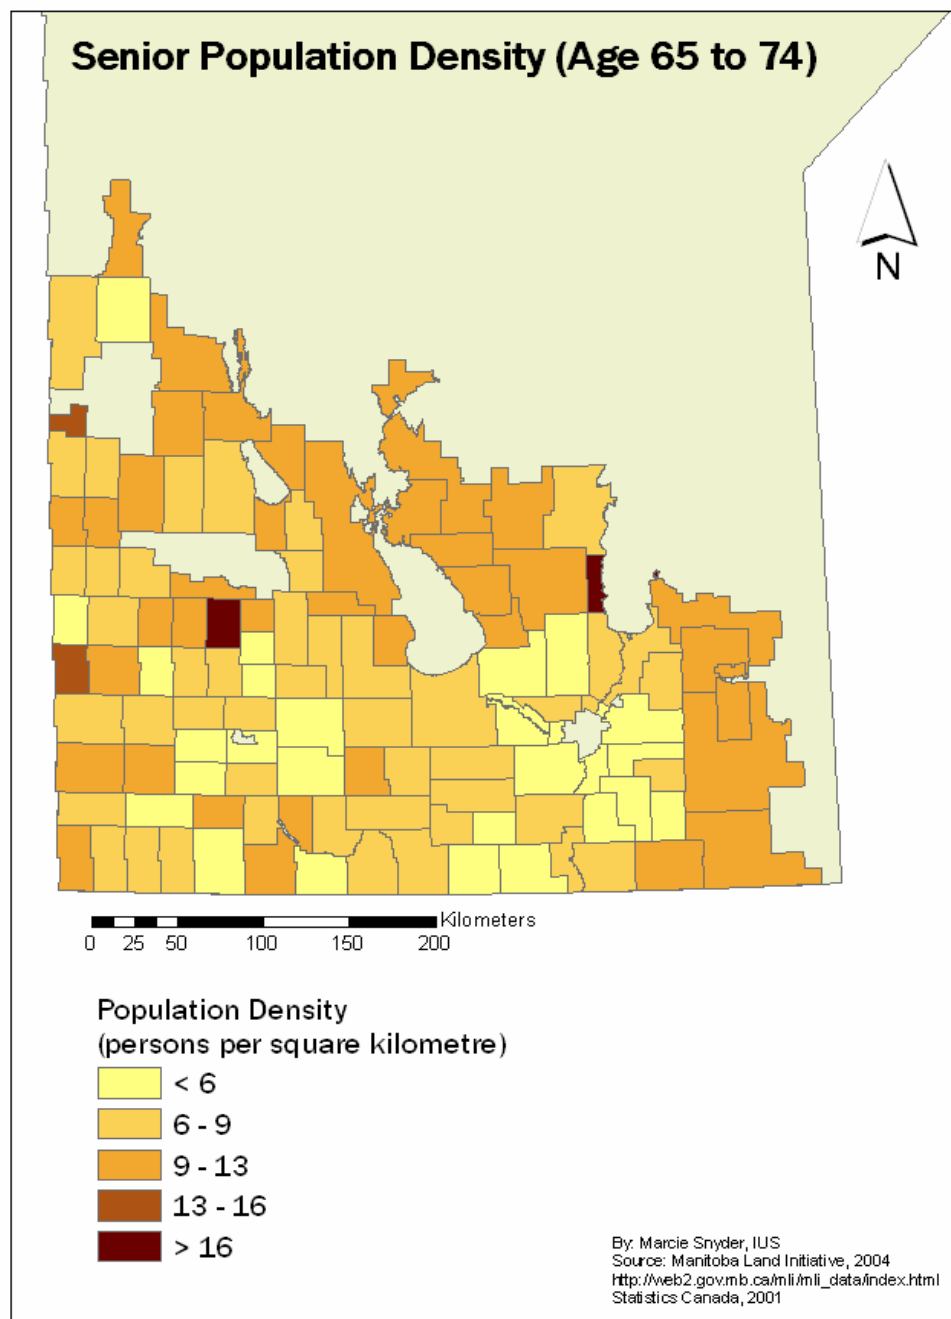 Senior Population Density (Age 65 to 74)
N
Kilometers
0 25 50 100 150 200
Population Density
(persons per square kilometre)
< 6
6 - 9
9 - 13
13 - 16
> 16
By: Marcie Snyder, IUS
Source: Manitoba Land Initiative, 2004
http://web2.gov.mb.ca/mli/mli_data/index.html
Statistics Canada, 2001